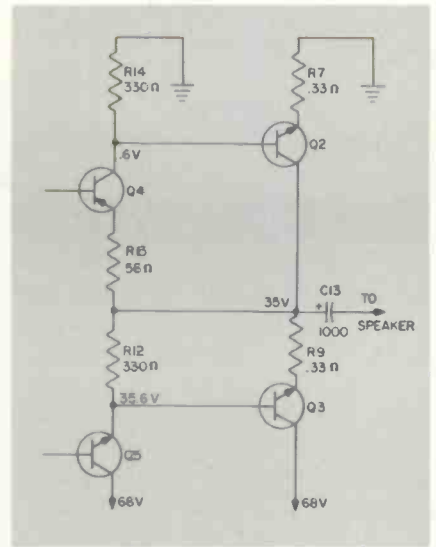 R14
330Ω
R7
.33Ω
Q2
.6V
Q4
R15
56Ω
35V
C13
+
1000
TO
SPEAKER
R12
330Ω
R9
.33Ω
35.6V
Q3
Q5
68V
68V